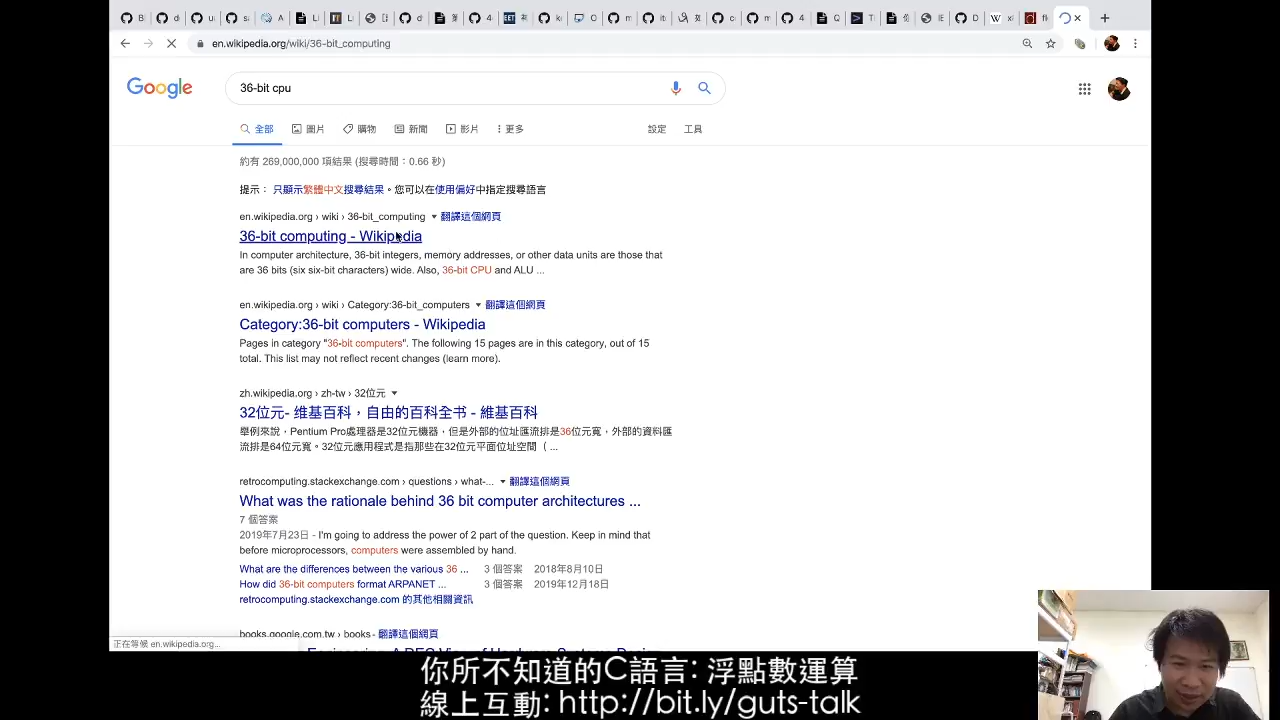 en.wikipedia.org/wiki/36-bit_computing
Google
36-bit cpu
全部 圖片 購物 新聞 影片 更多 設定 工具
約有 269,000,000 項結果 (搜尋時間：0.66 秒)
提示： 只顯示繁體中文搜尋結果。您可以在使用偏好中指定搜尋語言
en.wikipedia.org › wiki › 36-bit_computing 翻譯這個網頁
36-bit computing - Wikipedia
In computer architecture, 36-bit integers, memory addresses, or other data units are those that
are 36 bits (six six-bit characters) wide. Also, 36-bit CPU and ALU ...
en.wikipedia.org › wiki › Category:36-bit_computers 翻譯這個網頁
Category:36-bit computers - Wikipedia
Pages in category "36-bit computers". The following 15 pages are in this category, out of 15
total. This list may not reflect recent changes (learn more).
zh.wikipedia.org › zh-tw › 32位元
32位元- 維基百科，自由的百科全书 - 維基百科
舉例來說，Pentium Pro處理器是32位元機器，但是外部的位址匯流排是36位元寬，外部的資料匯
流排是64位元寬。32位元應用程式是指那些在32位元平面位址空間（ ...
retrocomputing.stackexchange.com › questions › what-... 翻譯這個網頁
What was the rationale behind 36 bit computer architectures ...
7 個答案
2019年7月23日 - I'm going to address the power of 2 part of the question. Keep in mind that
before microprocessors, computers were assembled by hand.
What are the differences between the various 36 ... 3 個答案 2018年8月10日
How did 36-bit computers format ARPANET ... 3 個答案 2019年12月18日
retrocomputing.stackexchange.com 的其他相關資訊
books.google.com.tw › books 翻譯這個網頁
正在等候 en.wikipedia.org...
你所不知道的C語言: 浮點數運算
線上互動: http://bit.ly/guts-talk